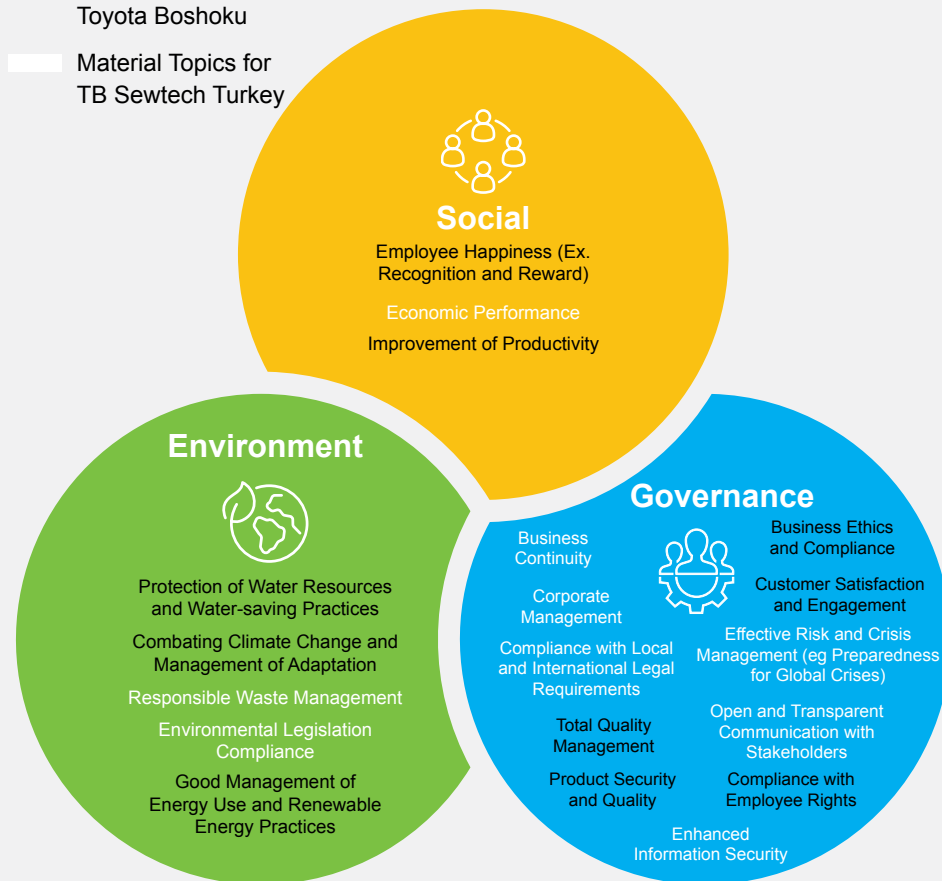 Toyota Boshoku
Material Topics for
TB Sewtech Turkey
Social
Employee Happiness (Ex.
Recognition and Reward)
Economic Performance
Improvement of Productivity
Environment
Protection of Water Resources
and Water-saving Practices
Combating Climate Change and
Management of Adaptation
Responsible Waste Management
Environmental Legislation
Compliance
Good Management of
Energy Use and Renewable
Energy Practices
Governance
Business
Continuity
Corporate
Management
Compliance with Local
and International Legal
Requirements
Total Quality
Management
Product Security
and Quality
Business Ethics
and Compliance
Customer Satisfaction
and Engagement
Effective Risk and Crisis
Management (eg Preparedness
for Global Crises)
Open and Transparent
Communication with
Stakeholders
Compliance with
Employee Rights
Enhanced
Information Security